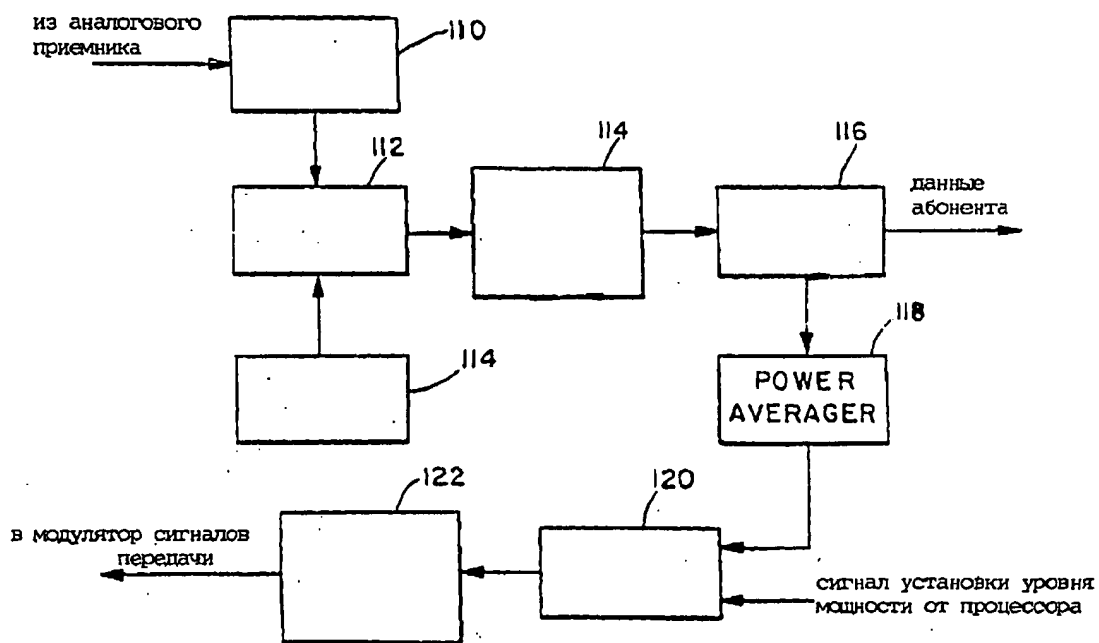 из аналогового
приемника
110
112
114
116
данные
абонента
114
118
POWER
AVERAGER
122
120
в модулятор сигналов
передачи
сигнал установки уровня
мощности от процессора